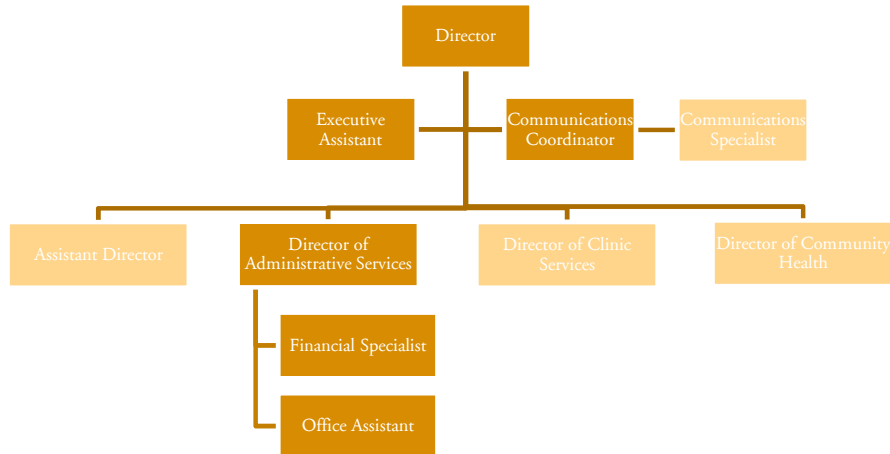 Director
Executive
Assistant
Communications
Coordinator
Communications
Specialist
Assistant Director
Director of
Administrative Services
Director of Clinic
Services
Director of Community
Health
Financial Specialist
Office Assistant